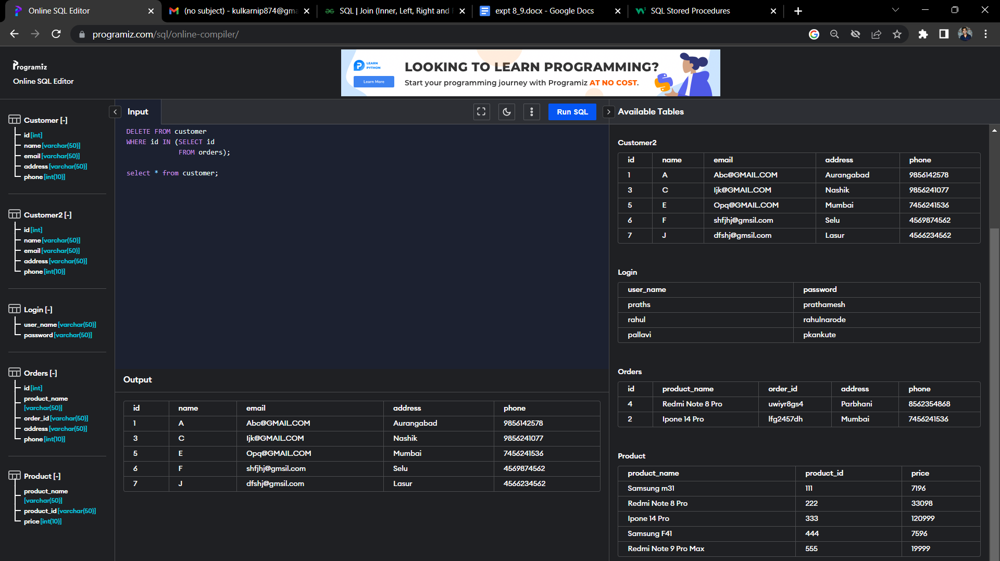 Online SQL Editor
(no subject) - kulkarnip874@gma
SQL | Join (Inner, Left, Right and F
expt 8_9.docx - Google Docs
SQL Stored Procedures
programiz.com/sql/online-compiler/
Programiz
Online SQL Editor
LEARN PYTHON
Learn More
LOOKING TO LEARN PROGRAMMING?
Start your programming journey with Programiz AT NO COST.
Customer [-]
id [int]
name [varchar(50)]
email [varchar(50)]
address [varchar(50)]
phone [int(10)]
Customer2 [-]
id [int]
name [varchar(50)]
email [varchar(50)]
address [varchar(50)]
phone [int(10)]
Login [-]
user_name [varchar(50)]
password [varchar(50)]
Orders [-]
id [int]
product_name
[varchar(50)]
order_id [varchar(50)]
address [varchar(50)]
phone [int(10)]
Product [-]
product_name
[varchar(50)]
product_id [varchar(50)]
price [int(10)]
Input
Run SQL
DELETE FROM customer
WHERE id IN (SELECT id
FROM orders);
select * from customer;
Output
id name email address phone
1 A Abc@GMAIL.COM Aurangabad 9856142578
3 C Ijk@GMAIL.COM Nashik 9856241077
5 E Opq@GMAIL.COM Mumbai 7456241536
6 F shfjhj@gmsil.com Selu 4569874562
7 J dfshj@gmsil.com Lasur 4566234562
Available Tables
Customer2
id name email address phone
1 A Abc@GMAIL.COM Aurangabad 9856142578
3 C Ijk@GMAIL.COM Nashik 9856241077
5 E Opq@GMAIL.COM Mumbai 7456241536
6 F shfjhj@gmsil.com Selu 4569874562
7 J dfshj@gmsil.com Lasur 4566234562
Login
user_name password
praths prathamesh
rahul rahulnarode
pallavi pkankute
Orders
id product_name order_id address phone
4 Redmi Note 8 Pro uwiyr8gs4 Parbhani 8562354868
2 Ipone 14 Pro lfg2457dh Mumbai 7456241536
Product
product_name product_id price
Samsung m31 111 7196
Redmi Note 8 Pro 222 33098
Ipone 14 Pro 333 120999
Samsung F41 444 7596
Redmi Note 9 Pro Max 555 19999